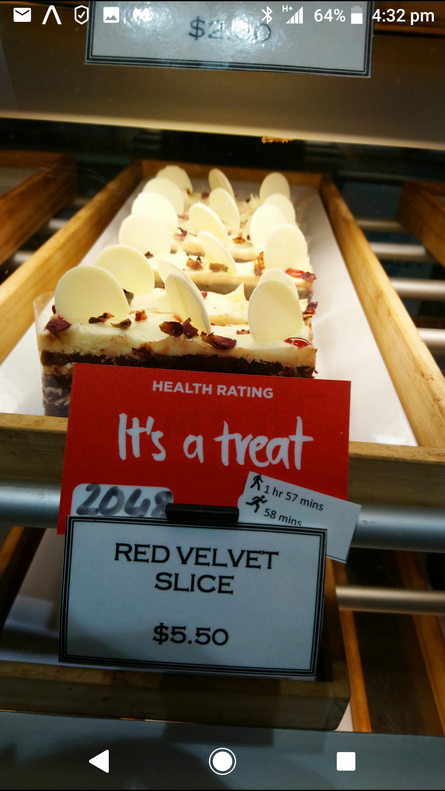 H+
64%
4:32 pm
HEALTH RATING
It's a treat
2048
1 hr 57 mins
58 mins
RED VELVET
SLICE
$5.50